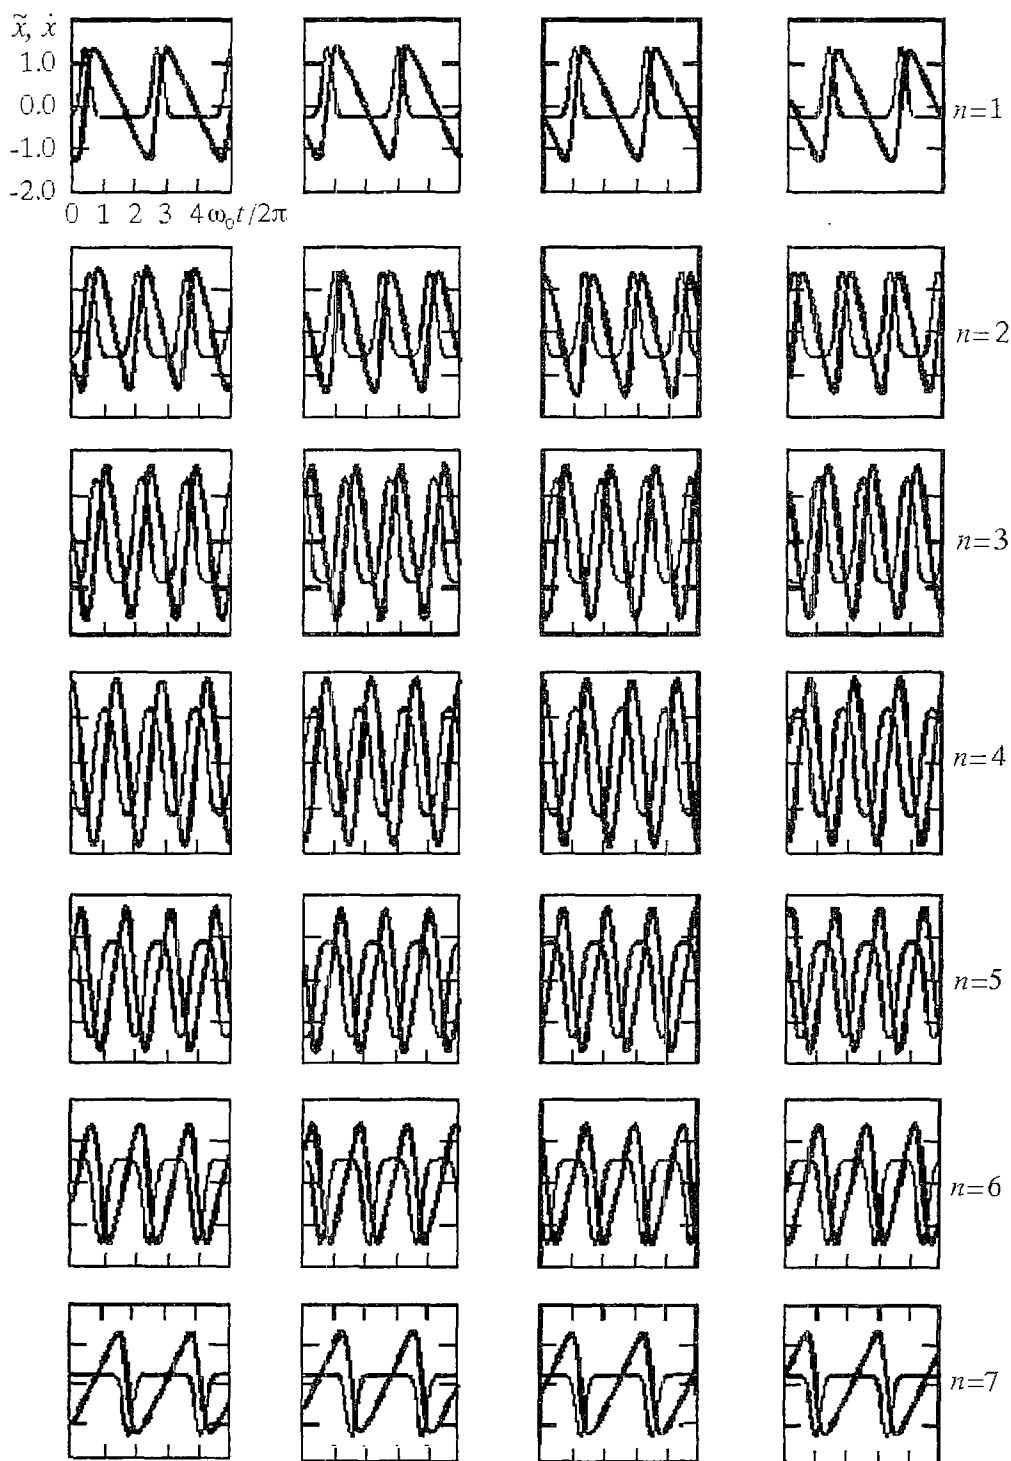 x̃, ẋ
1.0
0.0
-1.0
-2.0
0 1 2 3 4 ω₀t/2π
n=1
n=2
n=3
n=4
n=5
n=6
n=7